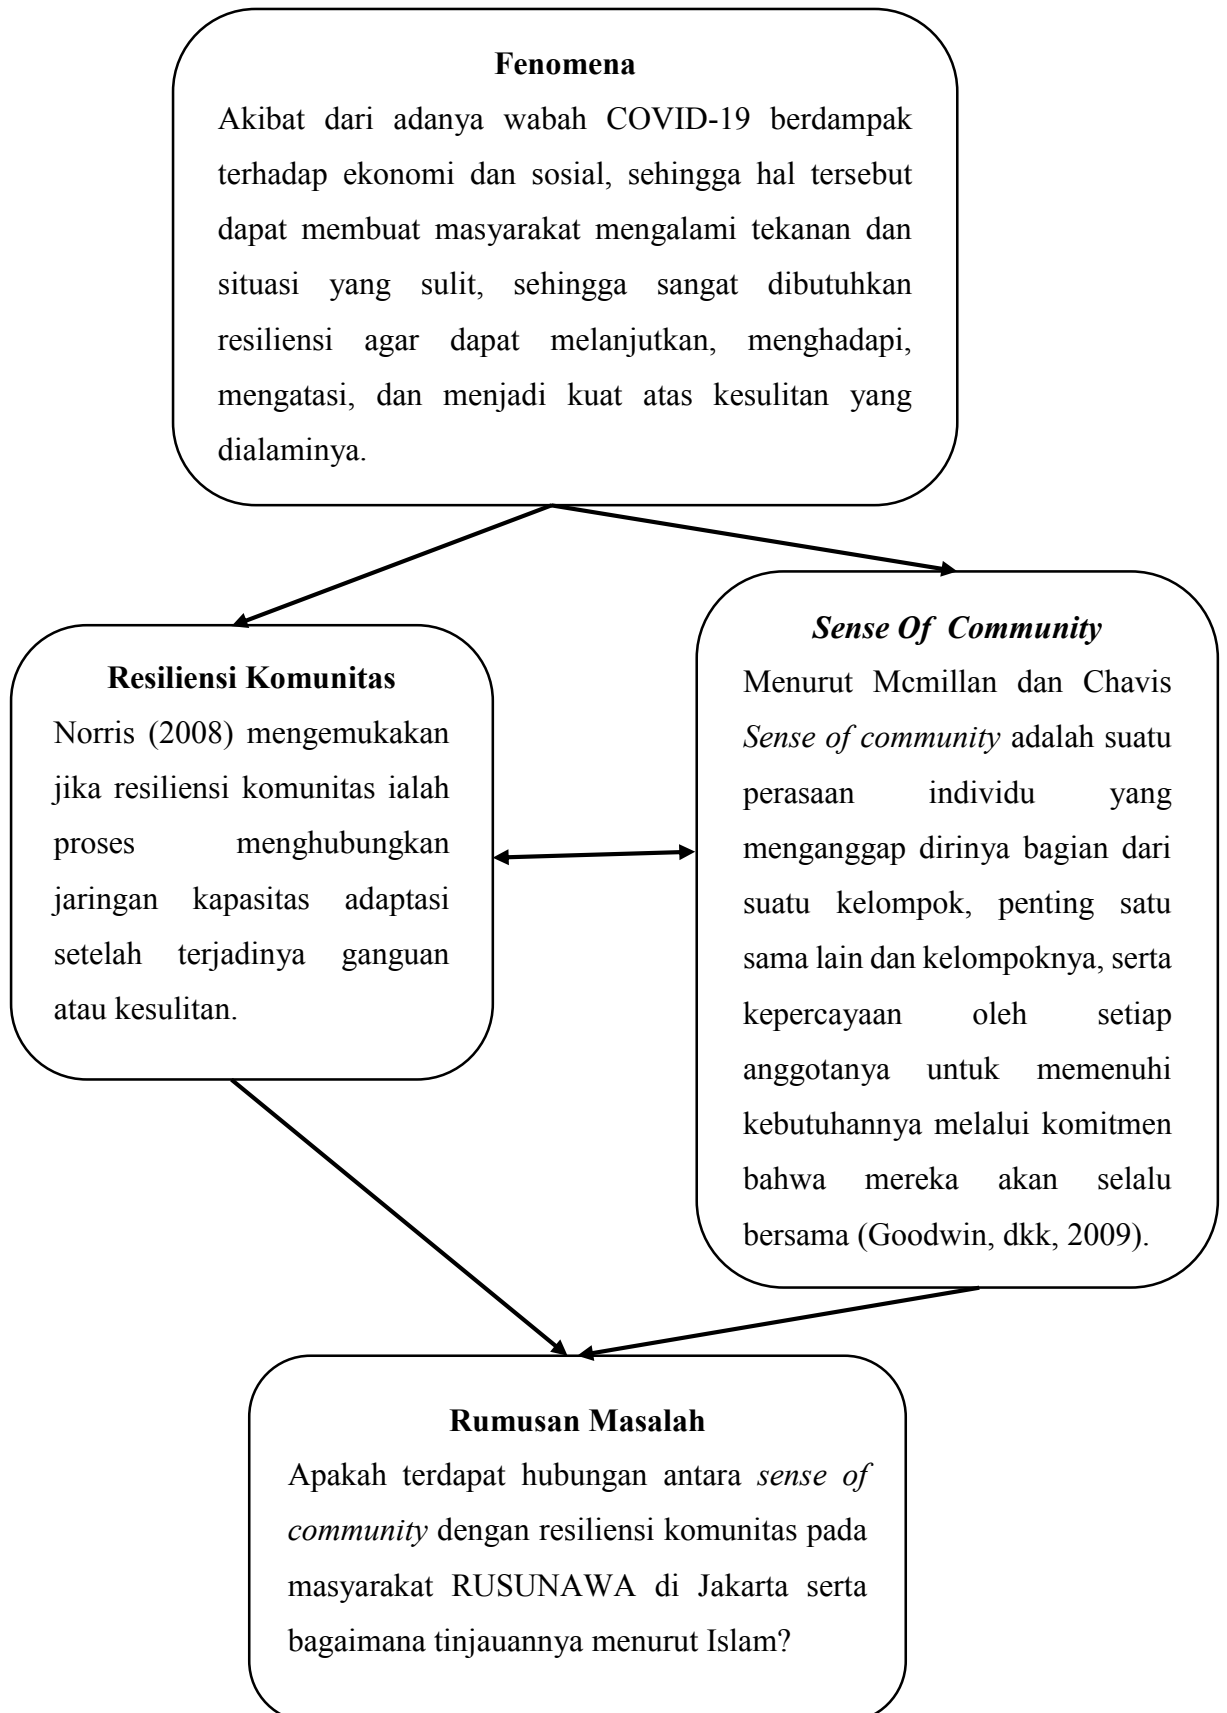 Fenomena
Akibat dari adanya wabah COVID-19 berdampak
terhadap ekonomi dan sosial, sehingga hal tersebut
dapat membuat masyarakat mengalami tekanan dan
situasi yang sulit, sehingga sangat dibutuhkan
resiliensi agar dapat melanjutkan, menghadapi,
mengatasi, dan menjadi kuat atas kesulitan yang
dialaminya.
Resiliensi Komunitas
Norris (2008) mengemukakan
jika resiliensi komunitas ialah
proses menghubungkan
jaringan kapasitas adaptasi
setelah terjadinya ganguan
atau kesulitan.
Sense Of Community
Menurut Mcmillan dan Chavis
Sense of community adalah suatu
perasaan individu yang
menganggap dirinya bagian dari
suatu kelompok, penting satu
sama lain dan kelompoknya, serta
kepercayaan oleh setiap
anggotanya untuk memenuhi
kebutuhannya melalui komitmen
bahwa mereka akan selalu
bersama (Goodwin, dkk, 2009).
Rumusan Masalah
Apakah terdapat hubungan antara sense of
community dengan resiliensi komunitas pada
masyarakat RUSUNAWA di Jakarta serta
bagaimana tinjauannya menurut Islam?